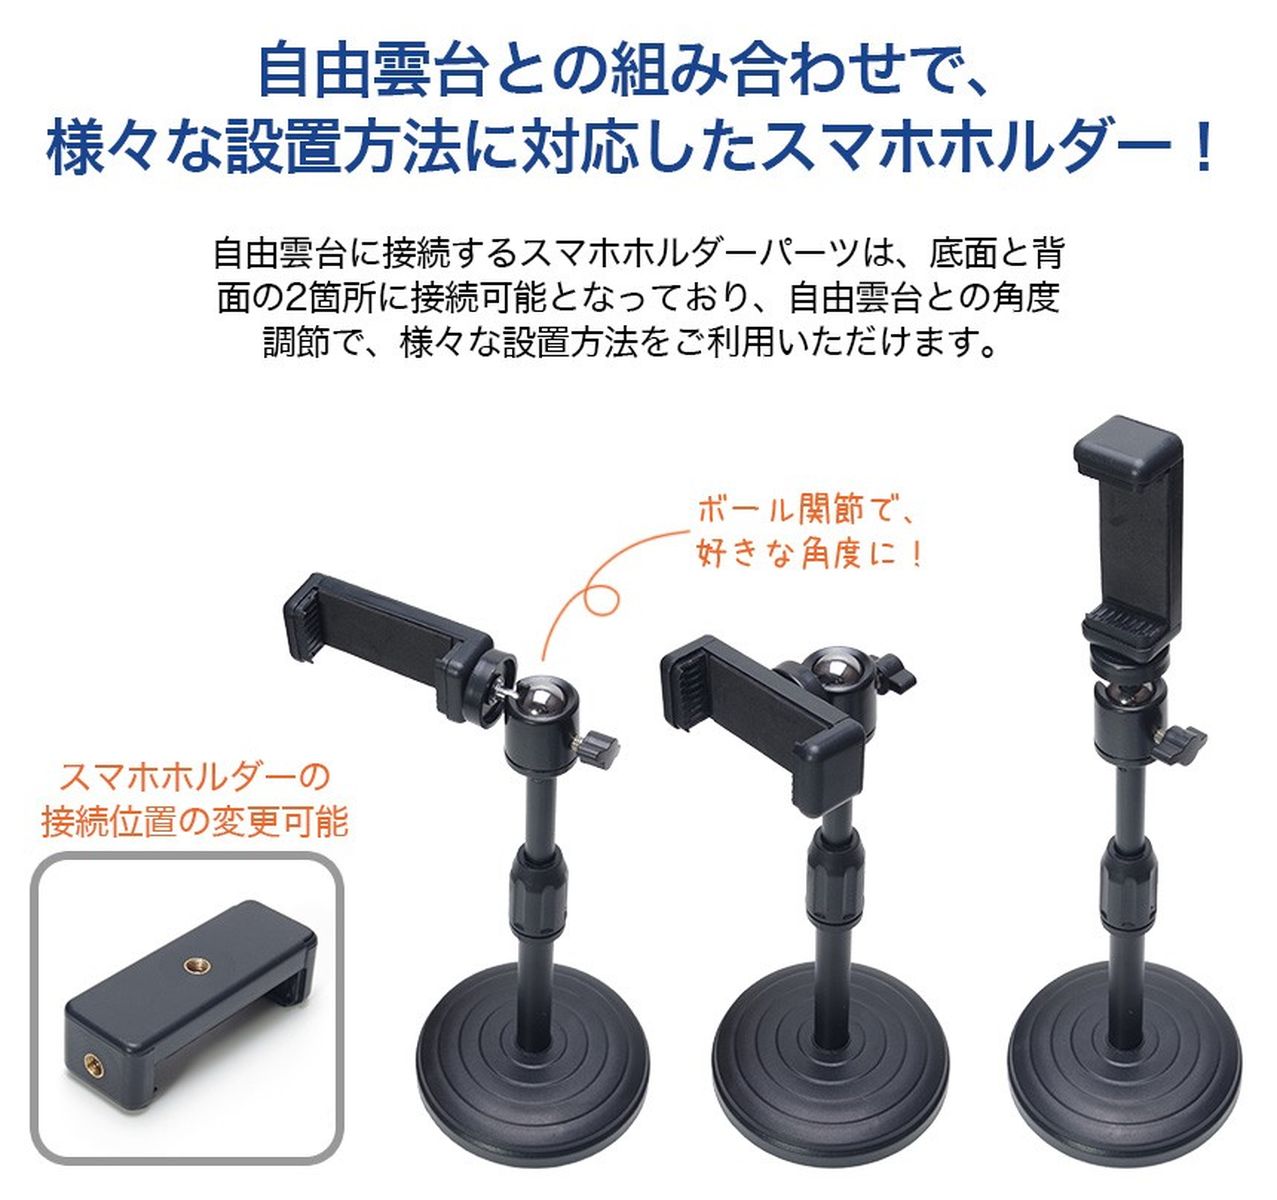 自由雲台との組み合わせで、
様々な設置方法に対応したスマホホルダー！
自由雲台に接続するスマホホルダーパーツは、底面と背
面の2箇所に接続可能となっており、自由雲台との角度
調節で、様々な設置方法をご利用いただけます。
ボール関節で、
好きな角度に！
スマホホルダーの
接続位置の変更可能